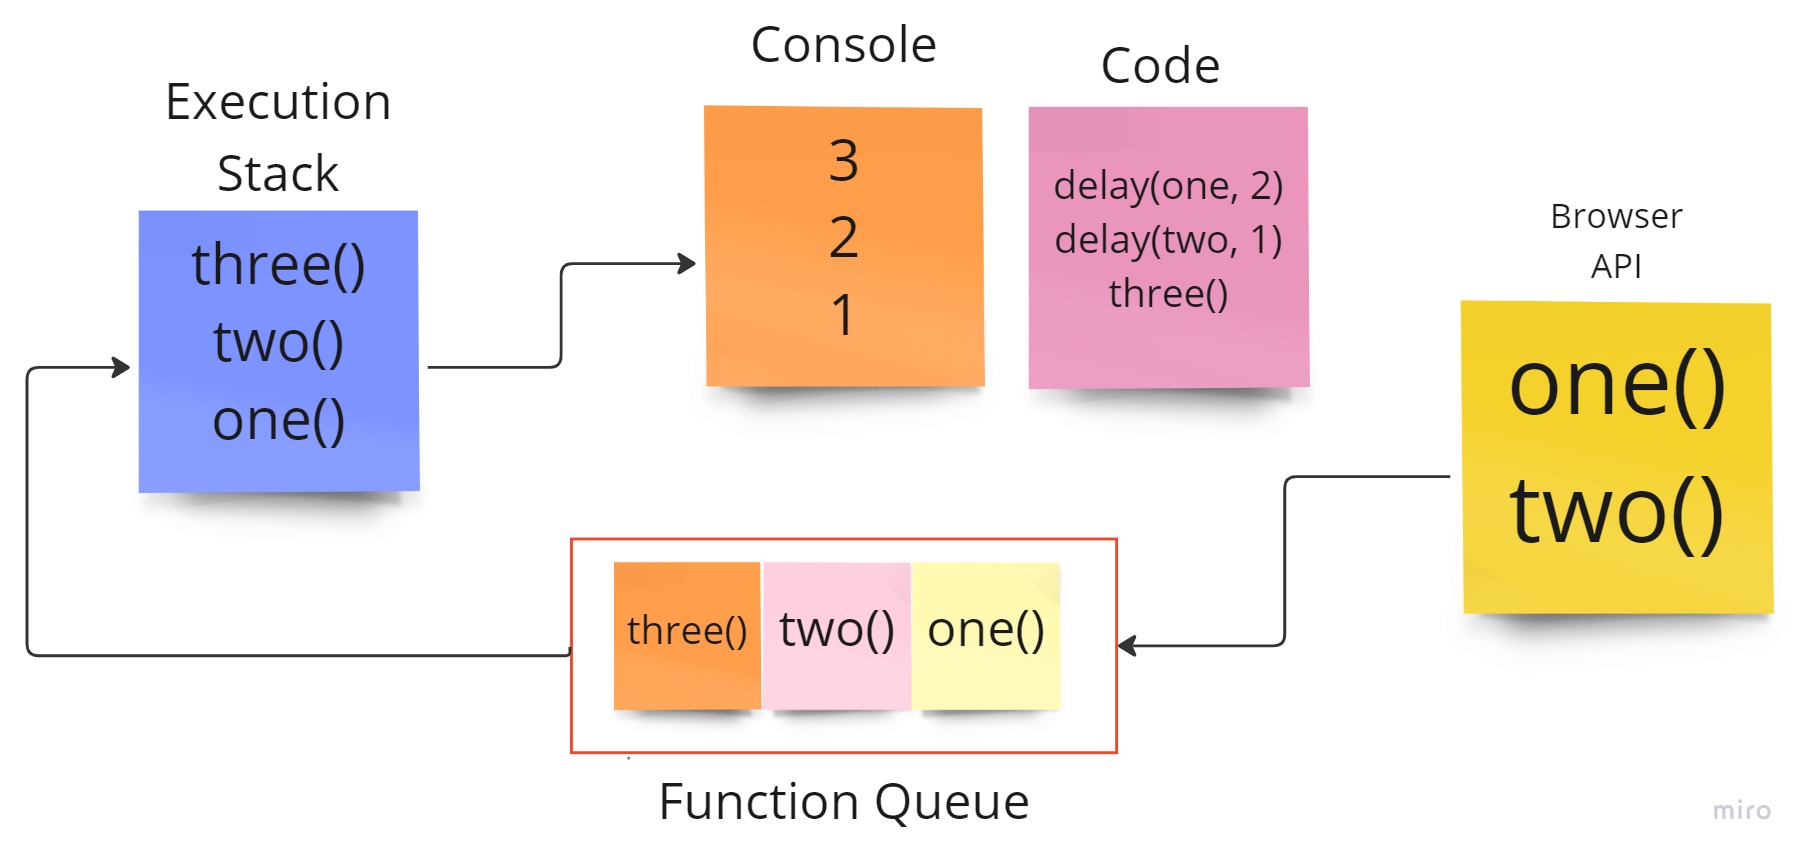 Execution
Stack
three()
two()
one()
Console
3
2
1
Code
delay(one, 2)
delay(two, 1)
three()
Browser
API
one()
two()
three() two() one()
Function Queue
miro